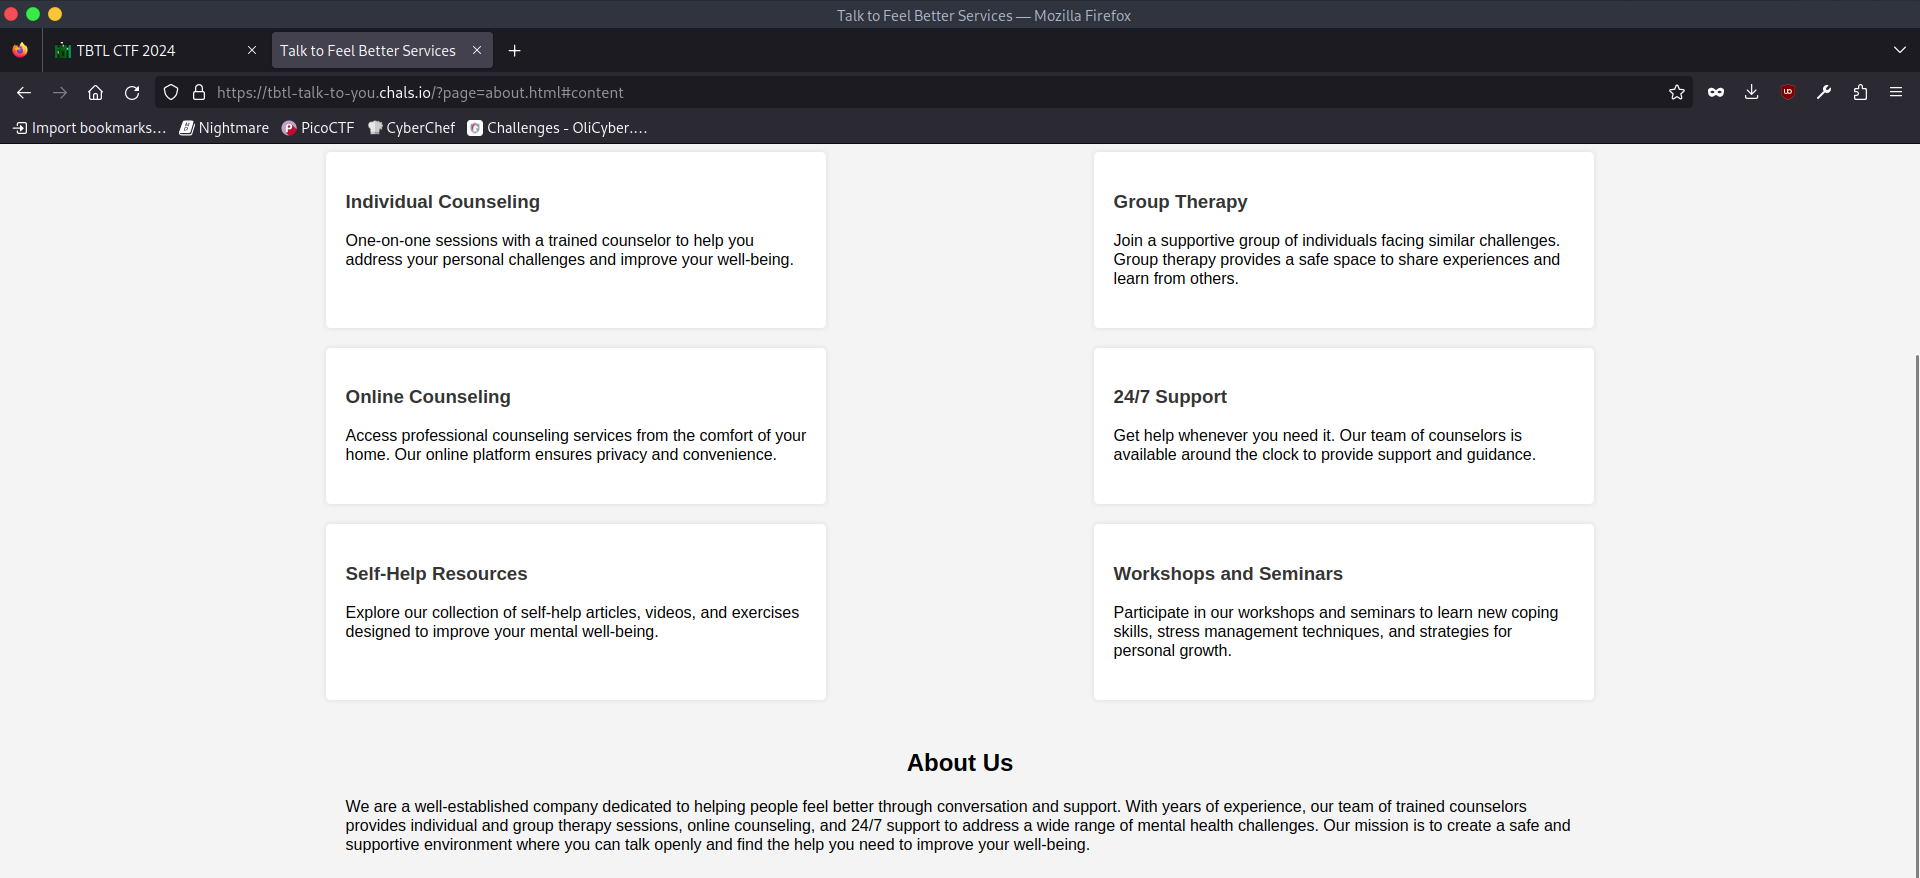 Talk to Feel Better Services — Mozilla Firefox
TBTL CTF 2024
Talk to Feel Better Services
https://tbtl-talk-to-you.chals.io/?page=about.html#content
Import bookmarks… Nightmare PicoCTF CyberChef Challenges - OliCyber.…
Individual Counseling
One-on-one sessions with a trained counselor to help you
address your personal challenges and improve your well-being.
Group Therapy
Join a supportive group of individuals facing similar challenges.
Group therapy provides a safe space to share experiences and
learn from others.
Online Counseling
Access professional counseling services from the comfort of your
home. Our online platform ensures privacy and convenience.
24/7 Support
Get help whenever you need it. Our team of counselors is
available around the clock to provide support and guidance.
Self-Help Resources
Explore our collection of self-help articles, videos, and exercises
designed to improve your mental well-being.
Workshops and Seminars
Participate in our workshops and seminars to learn new coping
skills, stress management techniques, and strategies for
personal growth.
About Us
We are a well-established company dedicated to helping people feel better through conversation and support. With years of experience, our team of trained counselors
provides individual and group therapy sessions, online counseling, and 24/7 support to address a wide range of mental health challenges. Our mission is to create a safe and
supportive environment where you can talk openly and find the help you need to improve your well-being.